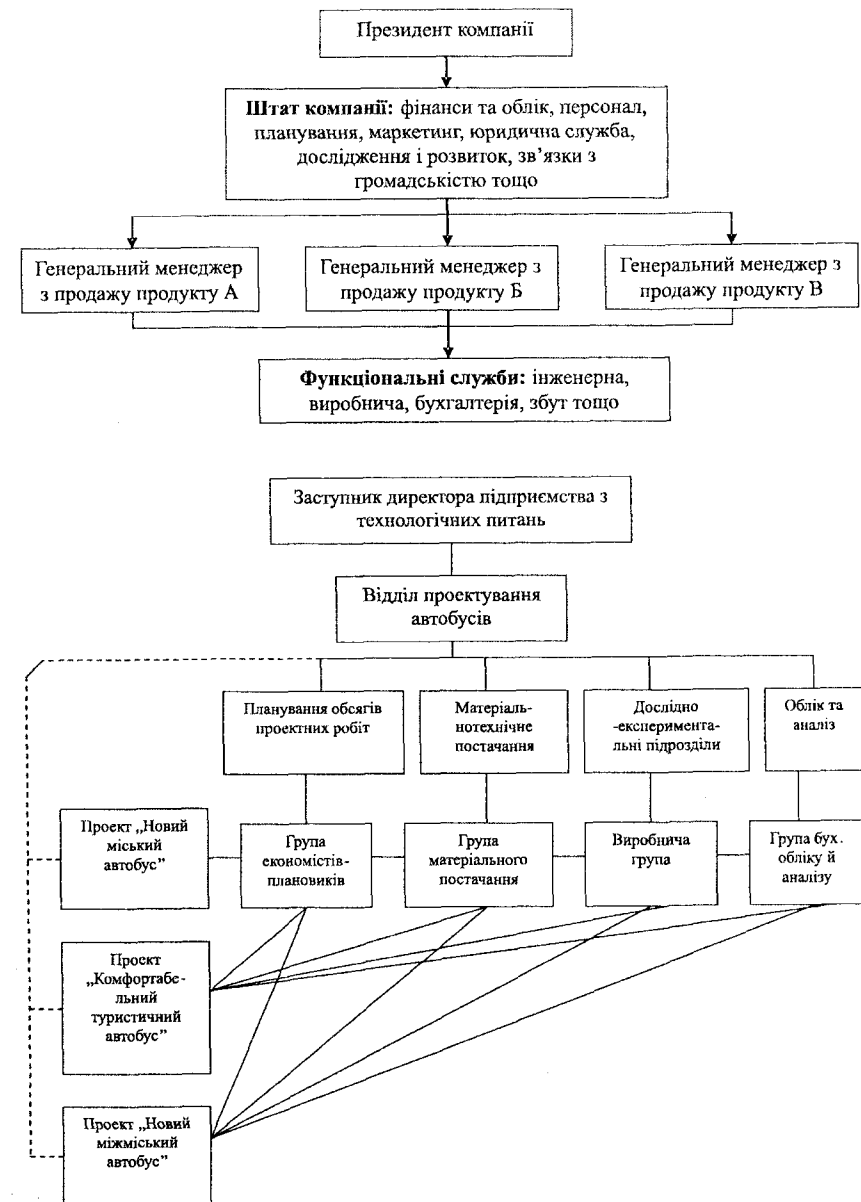 Президент компанії
Штат компанії: фінанси та облік, персонал,
планування, маркетинг, юридична служба,
дослідження і розвиток, зв’язки з
громадськістю тощо
Генеральний менеджер
з продажу продукту А
Генеральний менеджер з
продажу продукту Б
Генеральний менеджер з
продажу продукту В
Функціональні служби: інженерна,
виробнича, бухгалтерія, збут тощо
Заступник директора підприємства з
технологічних питань
Відділ проектування
автобусів
Планування обсягів
проектних робіт
Матеріаль-
нотехнічне
постачання
Дослідно
-експеримента-
льні підрозділи
Облік та
аналіз
Проект „Новий
міський
автобус”
Група
економістів-
плановиків
Група
матеріального
постачання
Виробнича
група
Група бух.
обліку й
аналізу
Проект
„Комфортабе-
льний
туристичний
автобус”
Проект „Новий
міжміський
автобус”